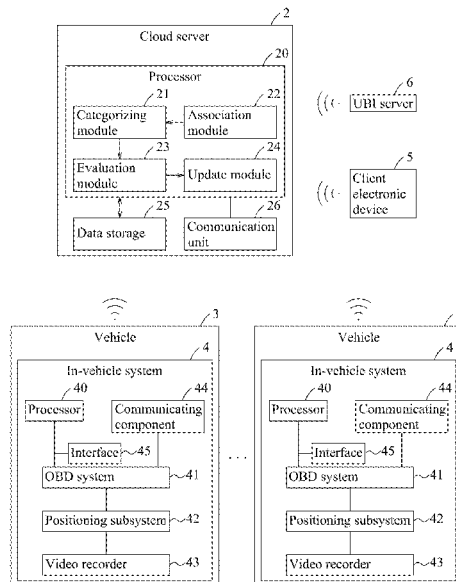 2
Cloud server
20
Processor
21
22
Categorizing module
Association module
23
24
Evaluation module
Update module
25
26
Data storage
Communication unit
6
UBI server
5
Client electronic device
3
Vehicle
4
In-vehicle system
40
44
Processor
Communicating component
Interface
45
OBD system
41
Positioning subsystem
42
Video recorder
43
...
Vehicle
4
In-vehicle system
40
44
Processor
Communicating component
Interface
45
OBD system
41
Positioning subsystem
42
Video recorder
43